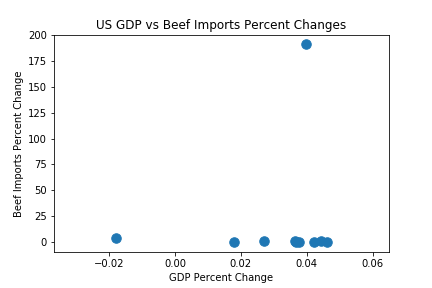 US GDP vs Beef Imports Percent Changes
200
175
150
125
100
75
50
25
0
Beef Imports Percent Change
−0.02 0.00 0.02 0.04 0.06
GDP Percent Change